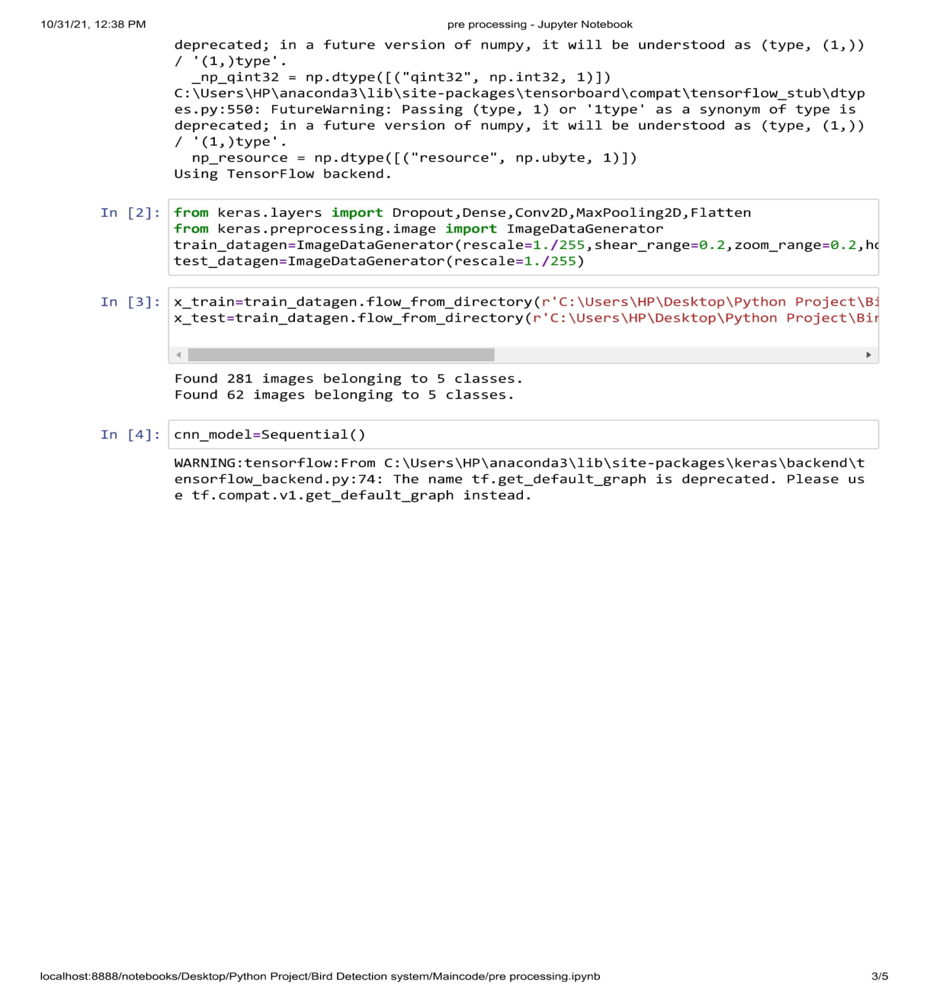 10/31/21, 12:38 PM
pre processing - Jupyter Notebook
deprecated; in a future version of numpy, it will be understood as (type, (1,))
/ '(1,)type'.
  _np_qint32 = np.dtype([("qint32", np.int32, 1)])
C:\Users\HP\anaconda3\lib\site-packages\tensorboard\compat\tensorflow_stub\dtyp
es.py:550: FutureWarning: Passing (type, 1) or '1type' as a synonym of type is
deprecated; in a future version of numpy, it will be understood as (type, (1,))
/ '(1,)type'.
  np_resource = np.dtype([("resource", np.ubyte, 1)])
Using TensorFlow backend.
In [2]: from keras.layers import Dropout,Dense,Conv2D,MaxPooling2D,Flatten
from keras.preprocessing.image import ImageDataGenerator
train_datagen=ImageDataGenerator(rescale=1./255,shear_range=0.2,zoom_range=0.2,
test_datagen=ImageDataGenerator(rescale=1./255)
In [3]: x_train=train_datagen.flow_from_directory(r'C:\Users\HP\Desktop\Python Project\Bi
x_test=train_datagen.flow_from_directory(r'C:\Users\HP\Desktop\Python Project\Bir
Found 281 images belonging to 5 classes.
Found 62 images belonging to 5 classes.
In [4]: cnn_model=Sequential()
WARNING:tensorflow:From C:\Users\HP\anaconda3\lib\site-packages\keras\backend\t
ensorflow_backend.py:74: The name tf.get_default_graph is deprecated. Please us
e tf.compat.v1.get_default_graph instead.
localhost:8888/notebooks/Desktop/Python Project/Bird Detection system/Maincode/pre processing.ipynb
3/5